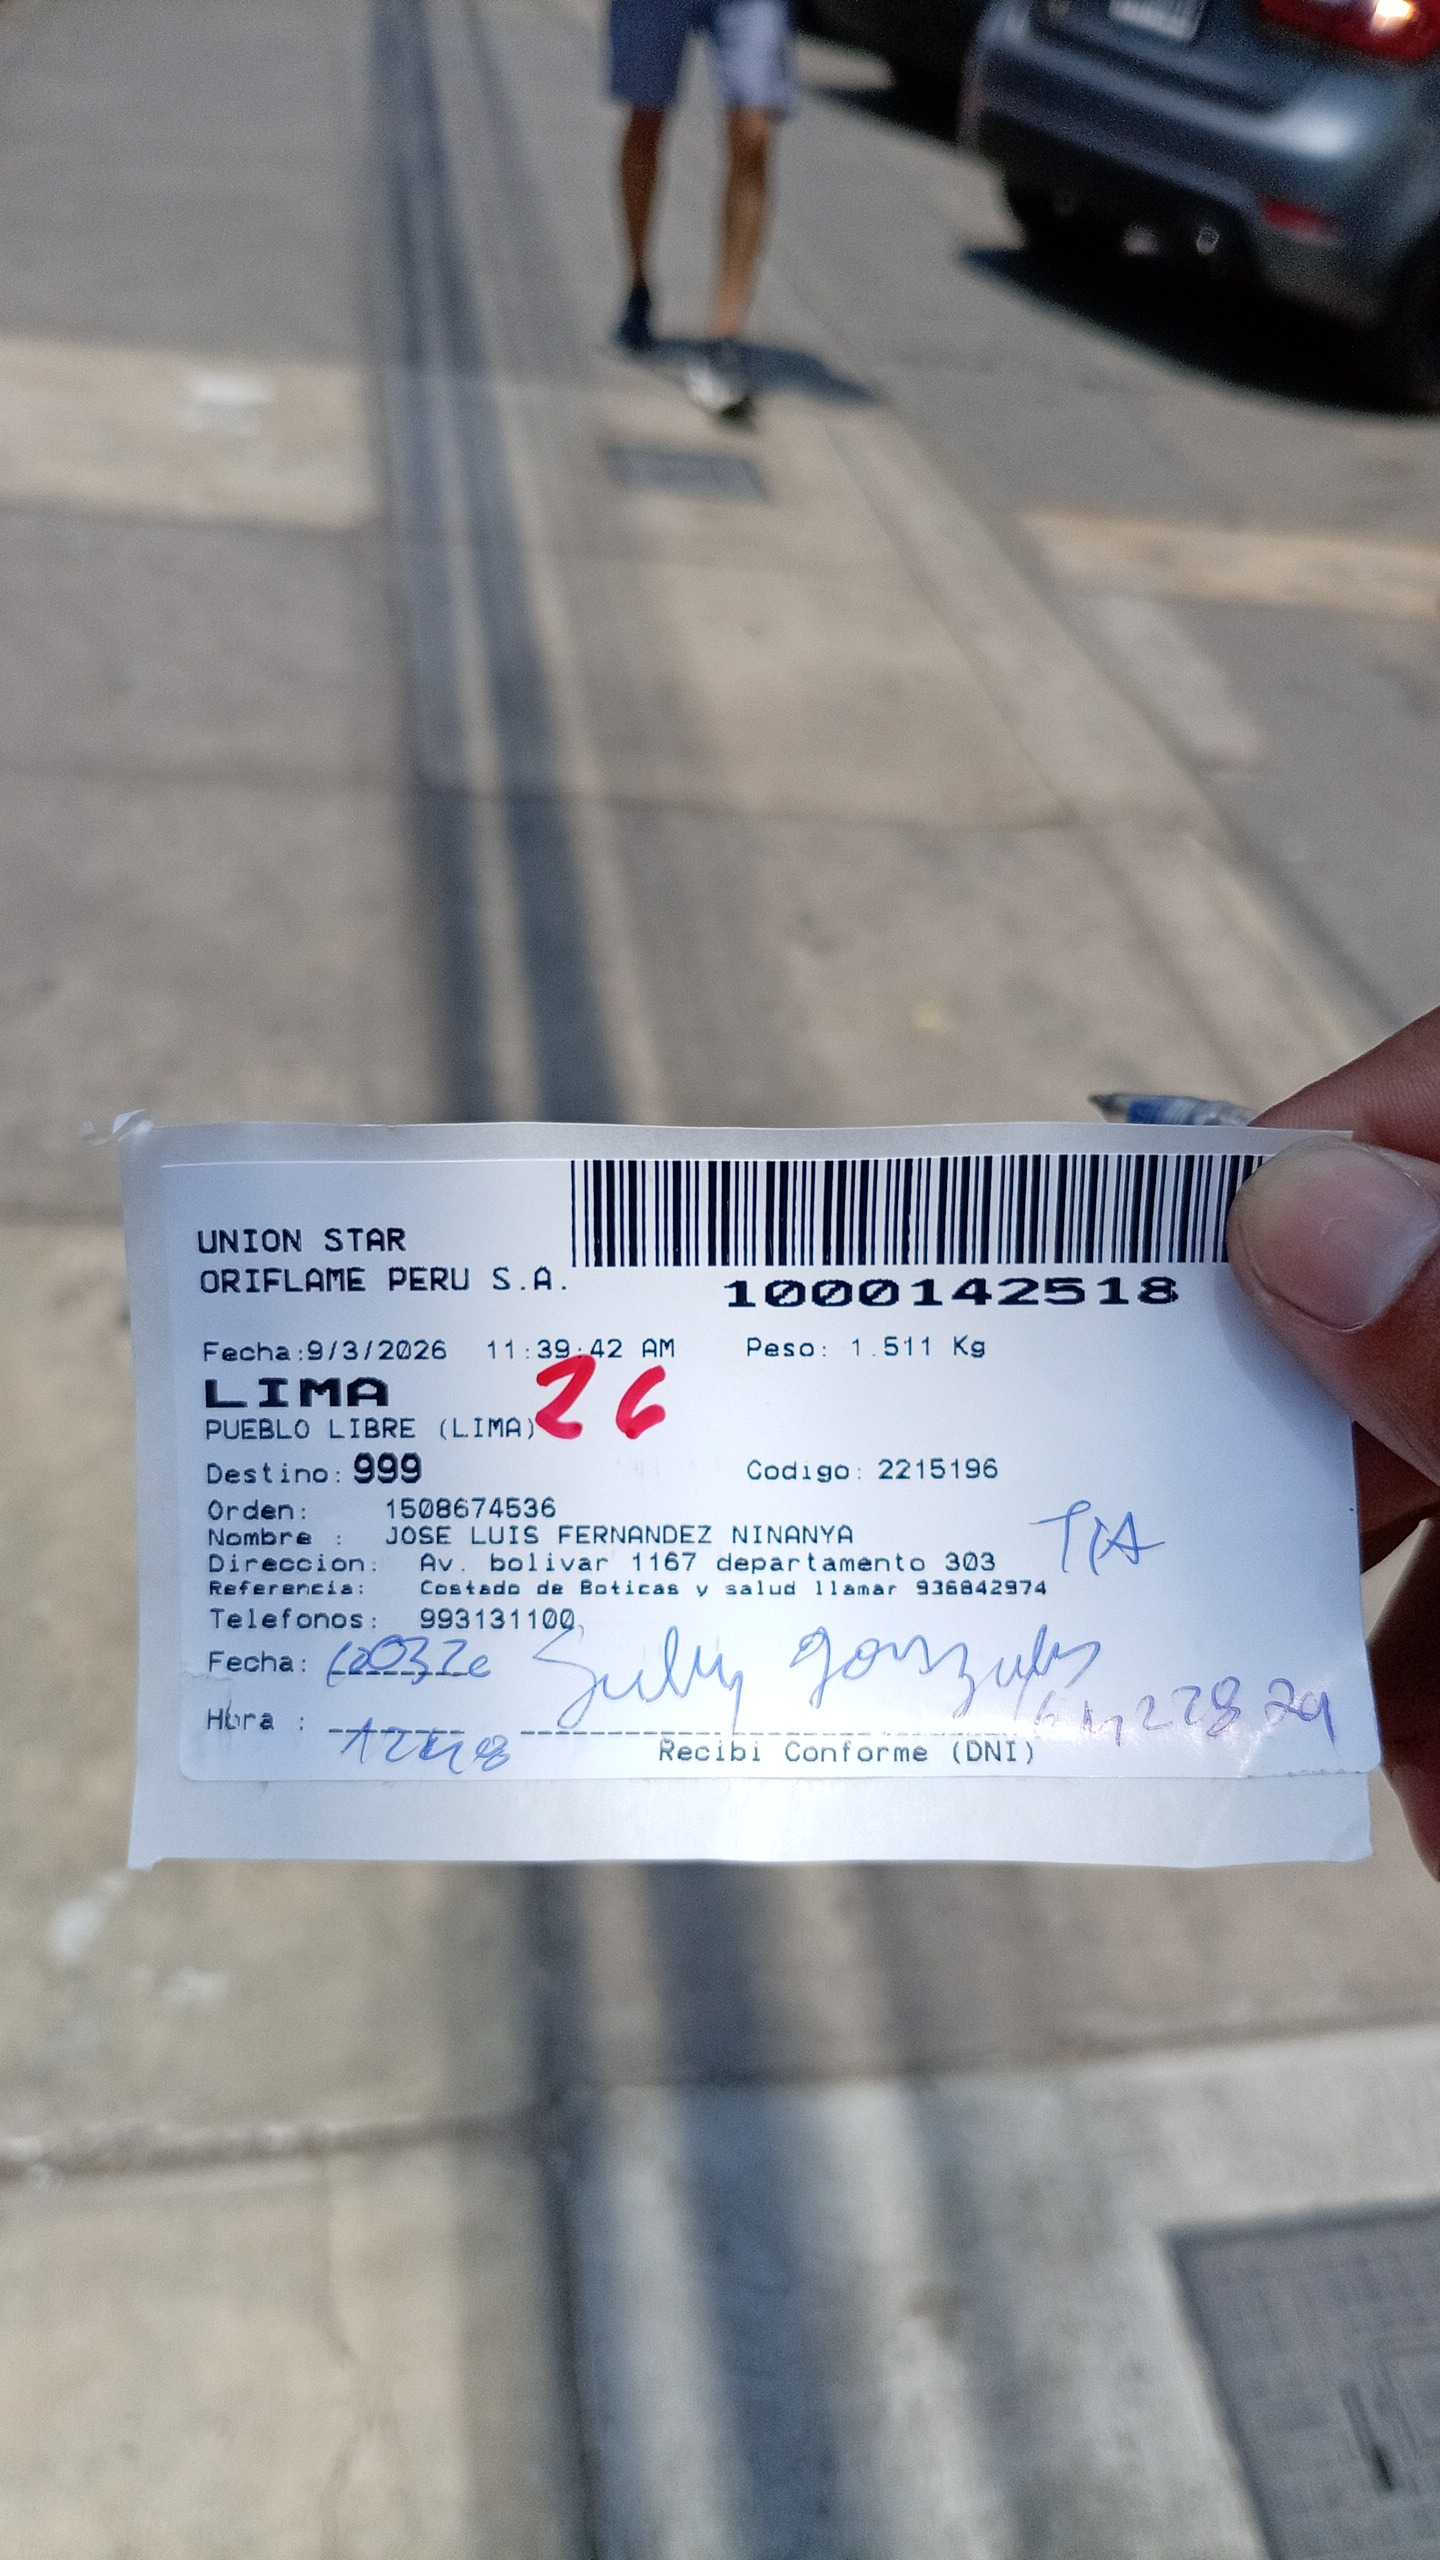 UNION STAR
ORIFLAME PERU S.A.
1000142518
Fecha:9/3/2026 11:39:42 AM Peso: 1.511 Kg
LIMA 26
PUEBLO LIBRE (LIMA)
Destino: 999 Codigo: 2215196
Orden: 1508674536
Nombre : JOSE LUIS FERNANDEZ NINANYA
Direccion: Av. bolivar 1167 departamento 303
TIA
Referencia: Costado de Boticas y salud llamar 936842974
Telefonos: 993131100
Fecha:
Hora :
Recibi Conforme (DNI)